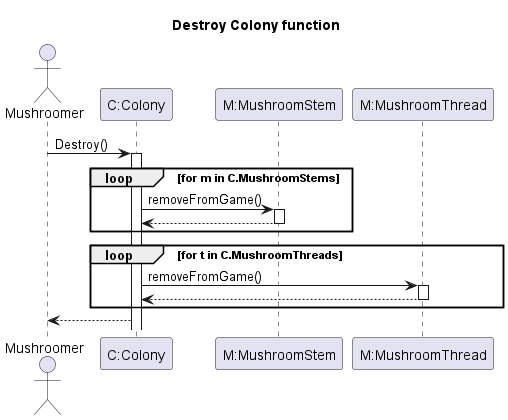 Destroy Colony function
Mushroomer
C:Colony
M:MushroomStem
M:MushroomThread
Destroy()
loop [for m in C.MushroomStems]
removeFromGame()
loop [for t in C.MushroomThreads]
removeFromGame()
Mushroomer
C:Colony
M:MushroomStem
M:MushroomThread